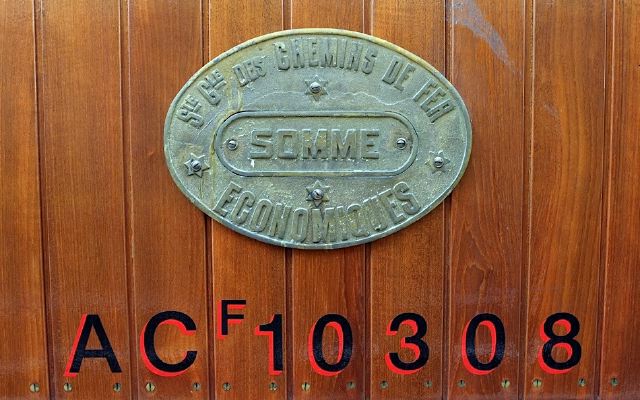 Sté Gle DES CHEMINS DE FER
SOMME
ECONOMIQUES
ACF10308